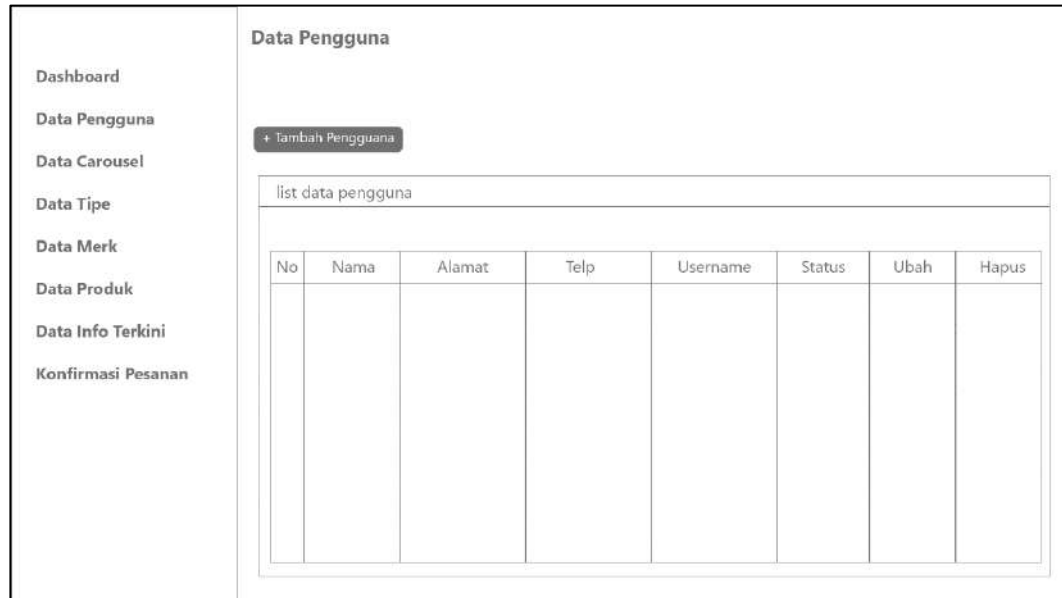 Data Pengguna
Dashboard
Data Pengguna
Data Carousel
Data Tipe
Data Merk
Data Produk
Data Info Terkini
Konfirmasi Pesanan
+ Tambah Pengguana
list data pengguna
No Nama Alamat Telp Username Status Ubah Hapus